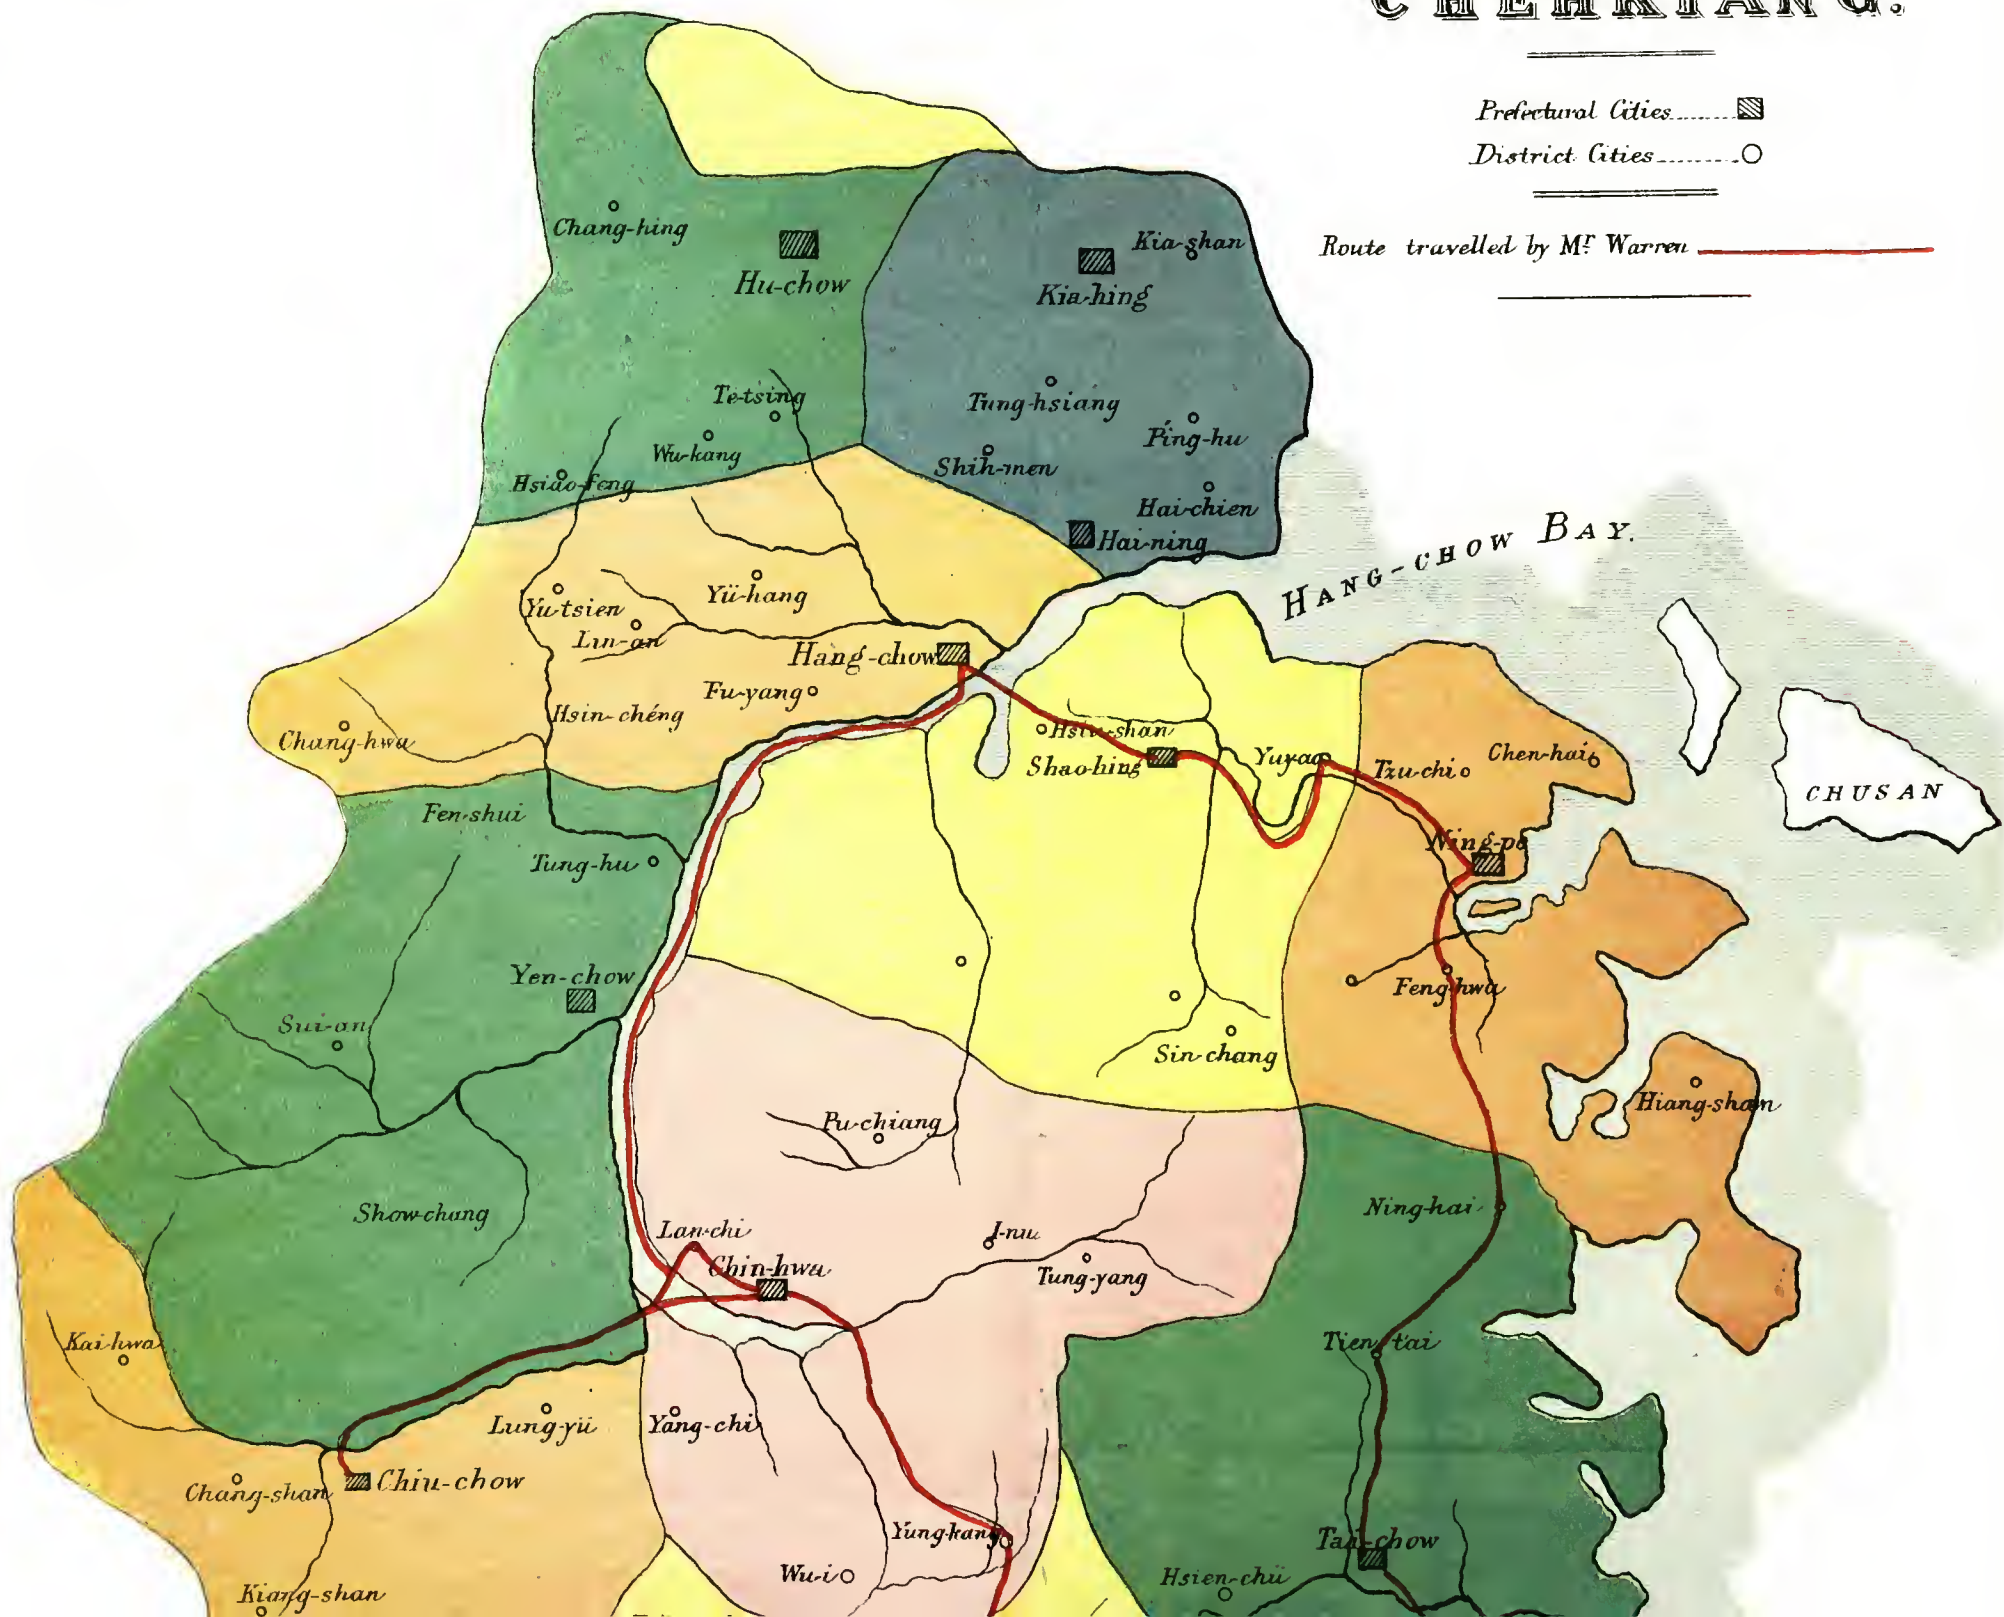 CHEHKIANG.
Prefectural Cities
District Cities
Route travelled by Mr. Warren
Chang-hing
Hu-chow
Kia-shan
Kia-hing
Te-tsing
Wu-kang
Hsiao-feng
Tung-hsiang
Ping-hu
Shih-men
Hai-chien
Hai-ning
HANG-CHOW BAY.
Yu-tsien
Yü-hang
Lin-an
Hang-chow
Fu-yang
Hsin-chéng
Chang-hwa
Shao-hing
Yuyao
Tzu-chi
Chen-hai
CHUSAN
Fen-shui
Tung-hu
Ning-po
Yen-chow
Feng-hwa
Sui-an
Sin-chang
Hiang-shan
Pu-chiang
Show-chang
Ning-hai
Lan-chi
Chin-hwa
I-nu
Tung-yang
Kai-hwa
Tien-tai
Lung-yü
Yang-chi
Chang-shan
Chiu-chow
Yung-kang
Tai-chow
Wu-i
Hsien-chü
Kiang-shan